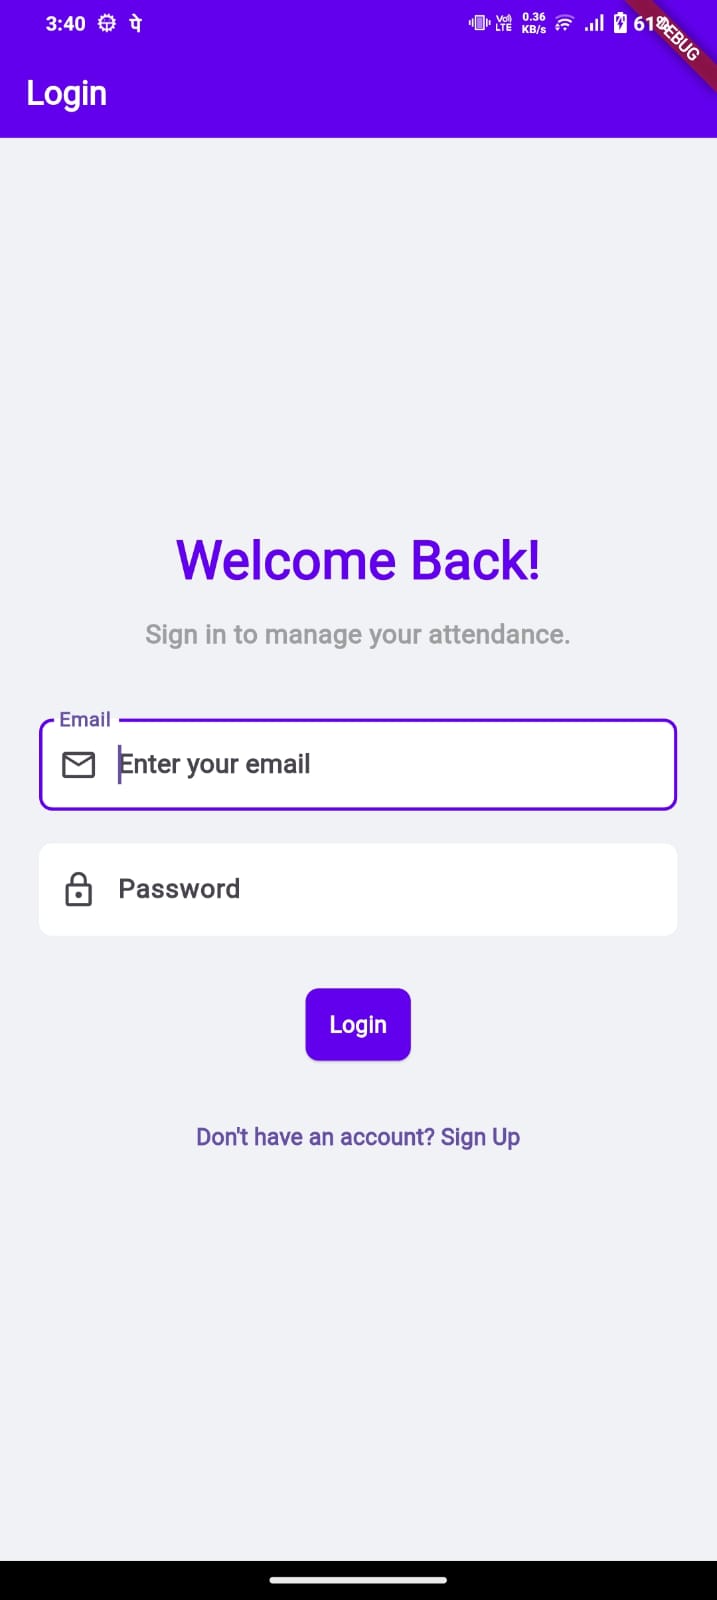 3:40 पे Vo) LTE 0.36 KB/s 61%
DEBUG
Login
Welcome Back!
Sign in to manage your attendance.
Email
Enter your email
Password
Login
Don't have an account? Sign Up